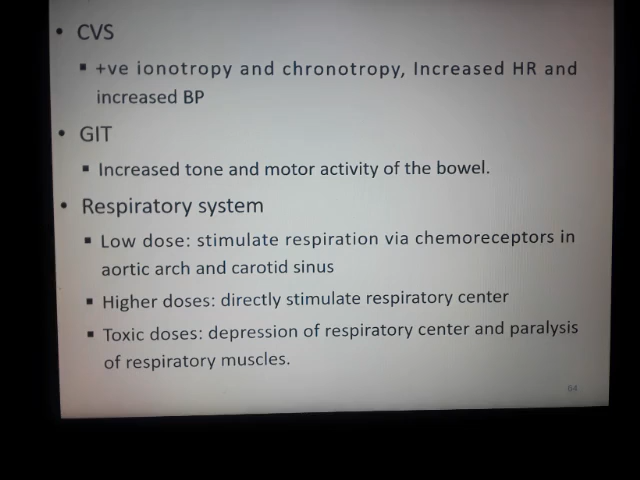 • CVS
▪ +ve ionotropy and chronotropy, Increased HR and
increased BP
• GIT
▪ Increased tone and motor activity of the bowel.
• Respiratory system
▪ Low dose: stimulate respiration via chemoreceptors in
aortic arch and carotid sinus
▪ Higher doses: directly stimulate respiratory center
▪ Toxic doses: depression of respiratory center and paralysis
of respiratory muscles.
64